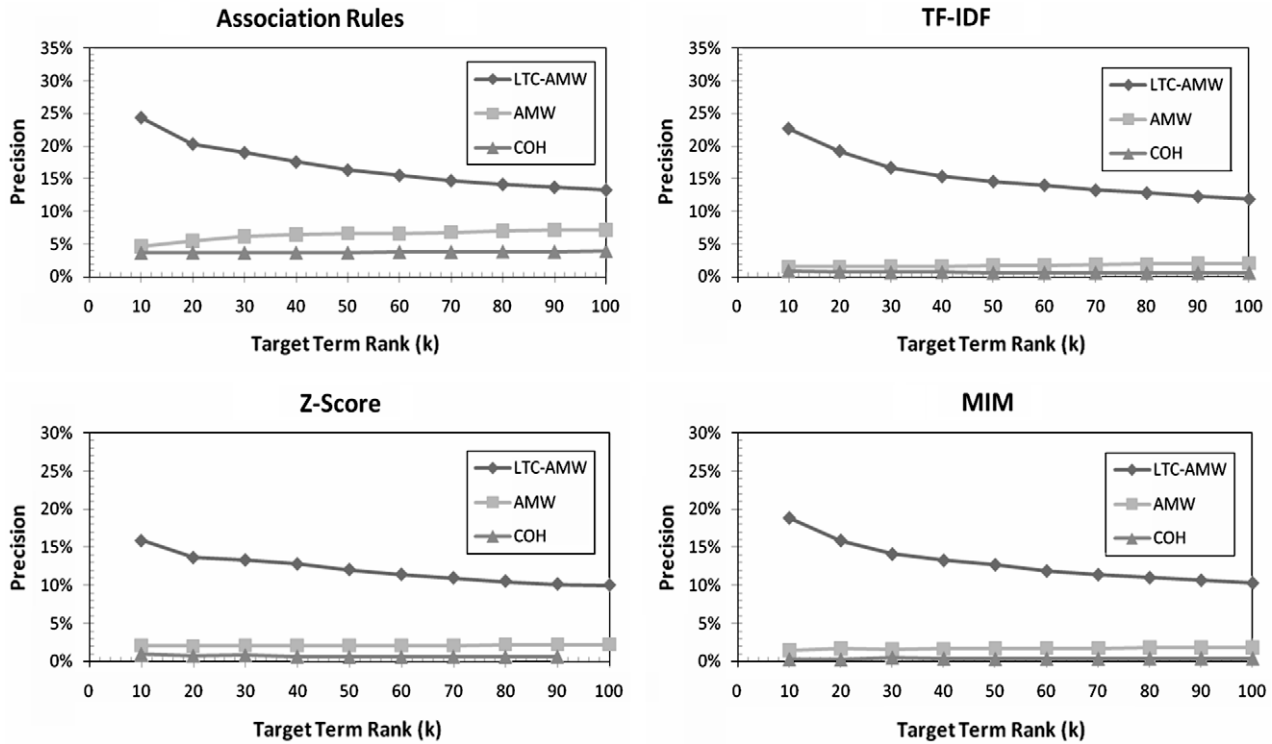 Association Rules
35%
30%
25%
20%
15%
10%
5%
0%
Precision
LTC-AMW
AMW
COH
0 10 20 30 40 50 60 70 80 90 100
Target Term Rank (k)
TF-IDF
35%
30%
25%
20%
15%
10%
5%
0%
Precision
LTC-AMW
AMW
COH
0 10 20 30 40 50 60 70 80 90 100
Target Term Rank (k)
Z-Score
30%
25%
20%
15%
10%
5%
0%
Precision
LTC-AMW
AMW
COH
0 10 20 30 40 50 60 70 80 90 100
Target Term Rank (k)
MIM
30%
25%
20%
15%
10%
5%
0%
Precision
LTC-AMW
AMW
COH
0 10 20 30 40 50 60 70 80 90 100
Target Term Rank (k)